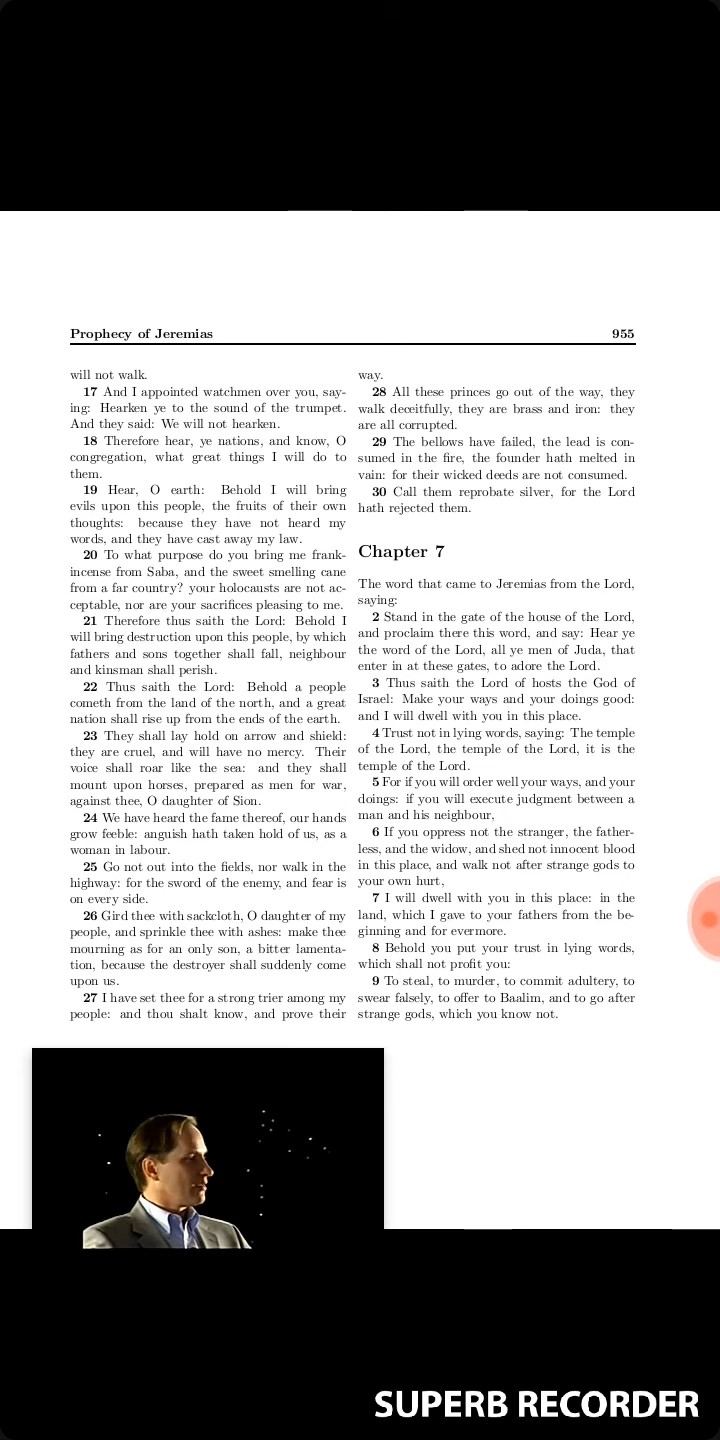 Prophecy of Jeremias 955
will not walk.
17 And I appointed watchmen over you, say-
ing: Hearken ye to the sound of the trumpet.
And they said: We will not hearken.
18 Therefore hear, ye nations, and know, O
congregation, what great things I will do to
them.
19 Hear, O earth: Behold I will bring
evils upon this people, the fruits of their own
thoughts: because they have not heard my
words, and they have cast away my law.
20 To what purpose do you bring me frank-
incense from Saba, and the sweet smelling cane
from a far country? your holocausts are not ac-
ceptable, nor are your sacrifices pleasing to me.
21 Therefore thus saith the Lord: Behold I
will bring destruction upon this people, by which
fathers and sons together shall fall, neighbour
and kinsman shall perish.
22 Thus saith the Lord: Behold a people
cometh from the land of the north, and a great
nation shall rise up from the ends of the earth.
23 They shall lay hold on arrow and shield:
they are cruel, and will have no mercy. Their
voice shall roar like the sea: and they shall
mount upon horses, prepared as men for war,
against thee, O daughter of Sion.
24 We have heard the fame thereof, our hands
grow feeble: anguish hath taken hold of us, as a
woman in labour.
25 Go not out into the fields, nor walk in the
highway: for the sword of the enemy, and fear is
on every side.
26 Gird thee with sackcloth, O daughter of my
people, and sprinkle thee with ashes: make thee
mourning as for an only son, a bitter lamenta-
tion, because the destroyer shall suddenly come
upon us.
27 I have set thee for a strong trier among my
people: and thou shalt know, and prove their
way.
28 All these princes go out of the way, they
walk deceitfully, they are brass and iron: they
are all corrupted.
29 The bellows have failed, the lead is con-
sumed in the fire, the founder hath melted in
vain: for their wicked deeds are not consumed.
30 Call them reprobate silver, for the Lord
hath rejected them.
Chapter 7
The word that came to Jeremias from the Lord,
saying:
2 Stand in the gate of the house of the Lord,
and proclaim there this word, and say: Hear ye
the word of the Lord, all ye men of Juda, that
enter in at these gates, to adore the Lord.
3 Thus saith the Lord of hosts the God of
Israel: Make your ways and your doings good:
and I will dwell with you in this place.
4 Trust not in lying words, saying: The temple
of the Lord, the temple of the Lord, it is the
temple of the Lord.
5 For if you will order well your ways, and your
doings: if you will execute judgment between a
man and his neighbour,
6 If you oppress not the stranger, the father-
less, and the widow, and shed not innocent blood
in this place, and walk not after strange gods to
your own hurt,
7 I will dwell with you in this place: in the
land, which I gave to your fathers from the be-
ginning and for evermore.
8 Behold you put your trust in lying words,
which shall not profit you:
9 To steal, to murder, to commit adultery, to
swear falsely, to offer to Baalim, and to go after
strange gods, which you know not.
SUPERB RECORDER